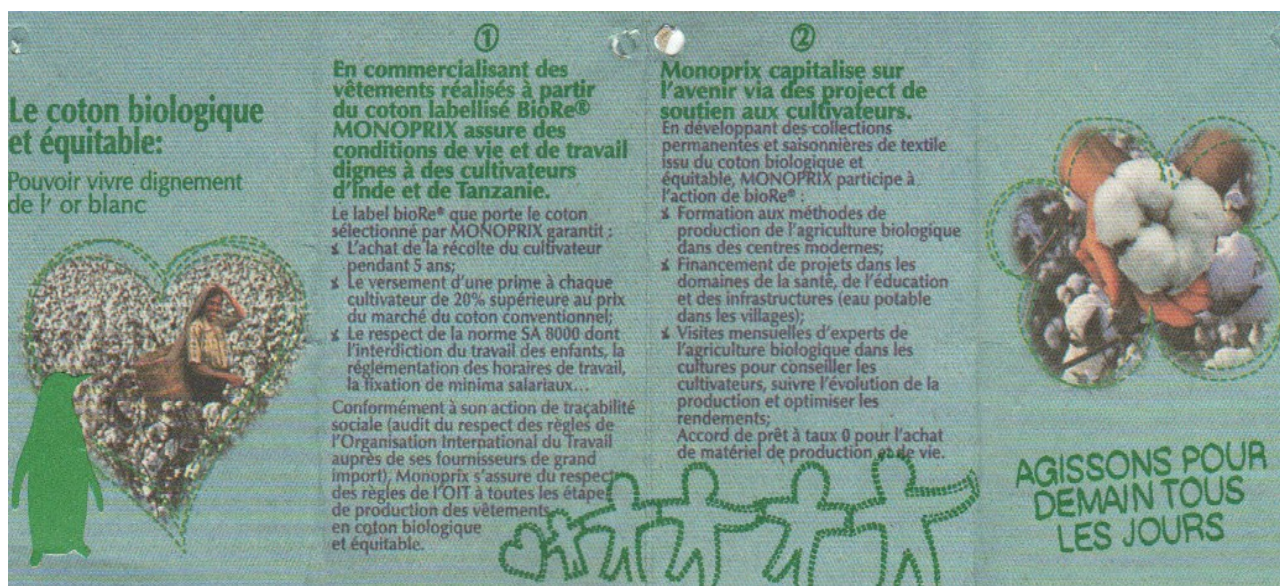 Le coton biologique
et équitable:
Pouvoir vivre dignement
de l' or blanc
1
En commercialisant des
vêtements réalisés à partir
du coton labellisé BioRe®
MONOPRIX assure des
conditions de vie et de travail
dignes à des cultivateurs
d'Inde et de Tanzanie.
Le label bioRe® que porte le coton
sélectionné par MONOPRIX garantit :
L'achat de la récolte du cultivateur
pendant 5 ans;
Le versement d'une prime à chaque
cultivateur de 20% supérieure au prix
du marché du coton conventionnel;
Le respect de la norme SA 8000 dont
l'interdiction du travail des enfants, la
réglémentation des horaires de travail,
la fixation de minima salariaux...
Conformément à son action de traçabilité
sociale (audit du respect des règles de
l'Organisation International du Travail
auprès de ses fournisseurs de grand
import), Monoprix s'assure du respect
des règles de l'OIT à toutes les étapes
de production des vêtements
en coton biologique
et équitable.
2
Monoprix capitalise sur
l'avenir via des project de
soutien aux cultivateurs.
En développant des collections
permanentes et saisonnières de textile
issu du coton biologique et
équitable, MONOPRIX participe à
l'action de bioRe® :
Formation aux méthodes de
production de l'agriculture biologique
dans des centres modernes;
Financement de projets dans les
domaines de la santé, de l'éducation
et des infrastructures (eau potable
dans les villages);
Visites mensuelles d'experts de
l'agriculture biologique dans les
cultures pour conseiller les
cultivateurs, suivre l'évolution de la
production et optimiser les
rendements;
Accord de prêt à taux 0 pour l'achat
de matériel de production et de vie.
AGISSONS POUR
DEMAIN TOUS
LES JOURS